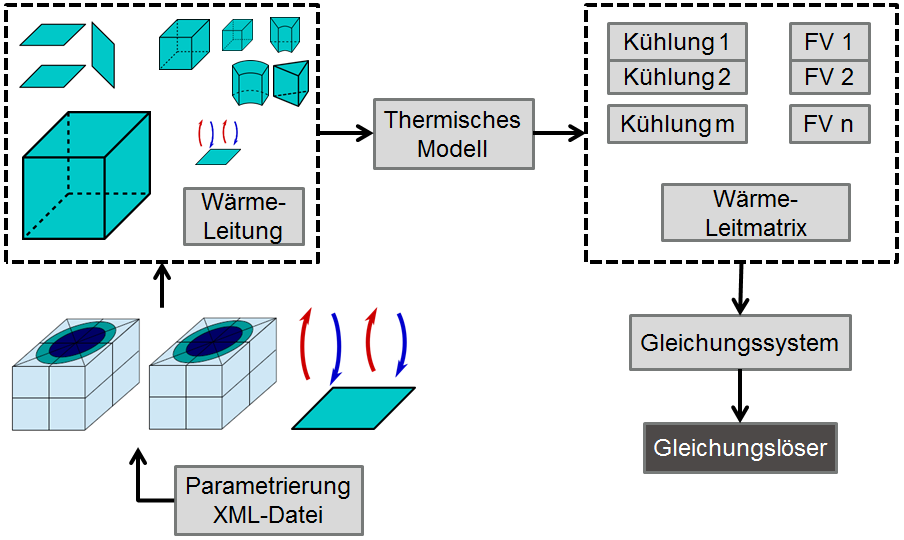 Kühlung 1
FV 1
Kühlung 2
FV 2
Kühlung m
FV n
Thermisches
Modell
Wärme-
Leitung
Wärme-
Leitmatrix
Gleichungssystem
Gleichungslöser
Parametrierung
XML-Datei